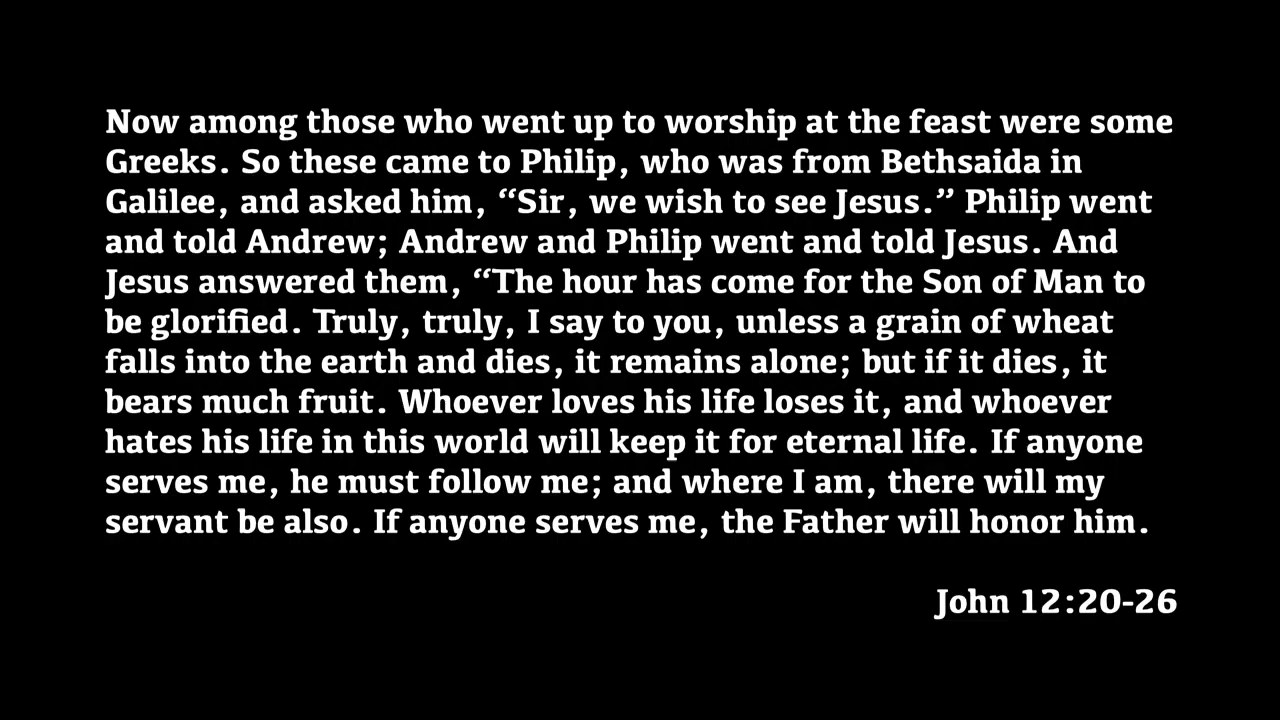 Now among those who went up to worship at the feast were some
Greeks. So these came to Philip, who was from Bethsaida in
Galilee, and asked him, “Sir, we wish to see Jesus.” Philip went
and told Andrew; Andrew and Philip went and told Jesus. And
Jesus answered them, “The hour has come for the Son of Man to
be glorified. Truly, truly, I say to you, unless a grain of wheat
falls into the earth and dies, it remains alone; but if it dies, it
bears much fruit. Whoever loves his life loses it, and whoever
hates his life in this world will keep it for eternal life. If anyone
serves me, he must follow me; and where I am, there will my
servant be also. If anyone serves me, the Father will honor him.
John 12:20-26